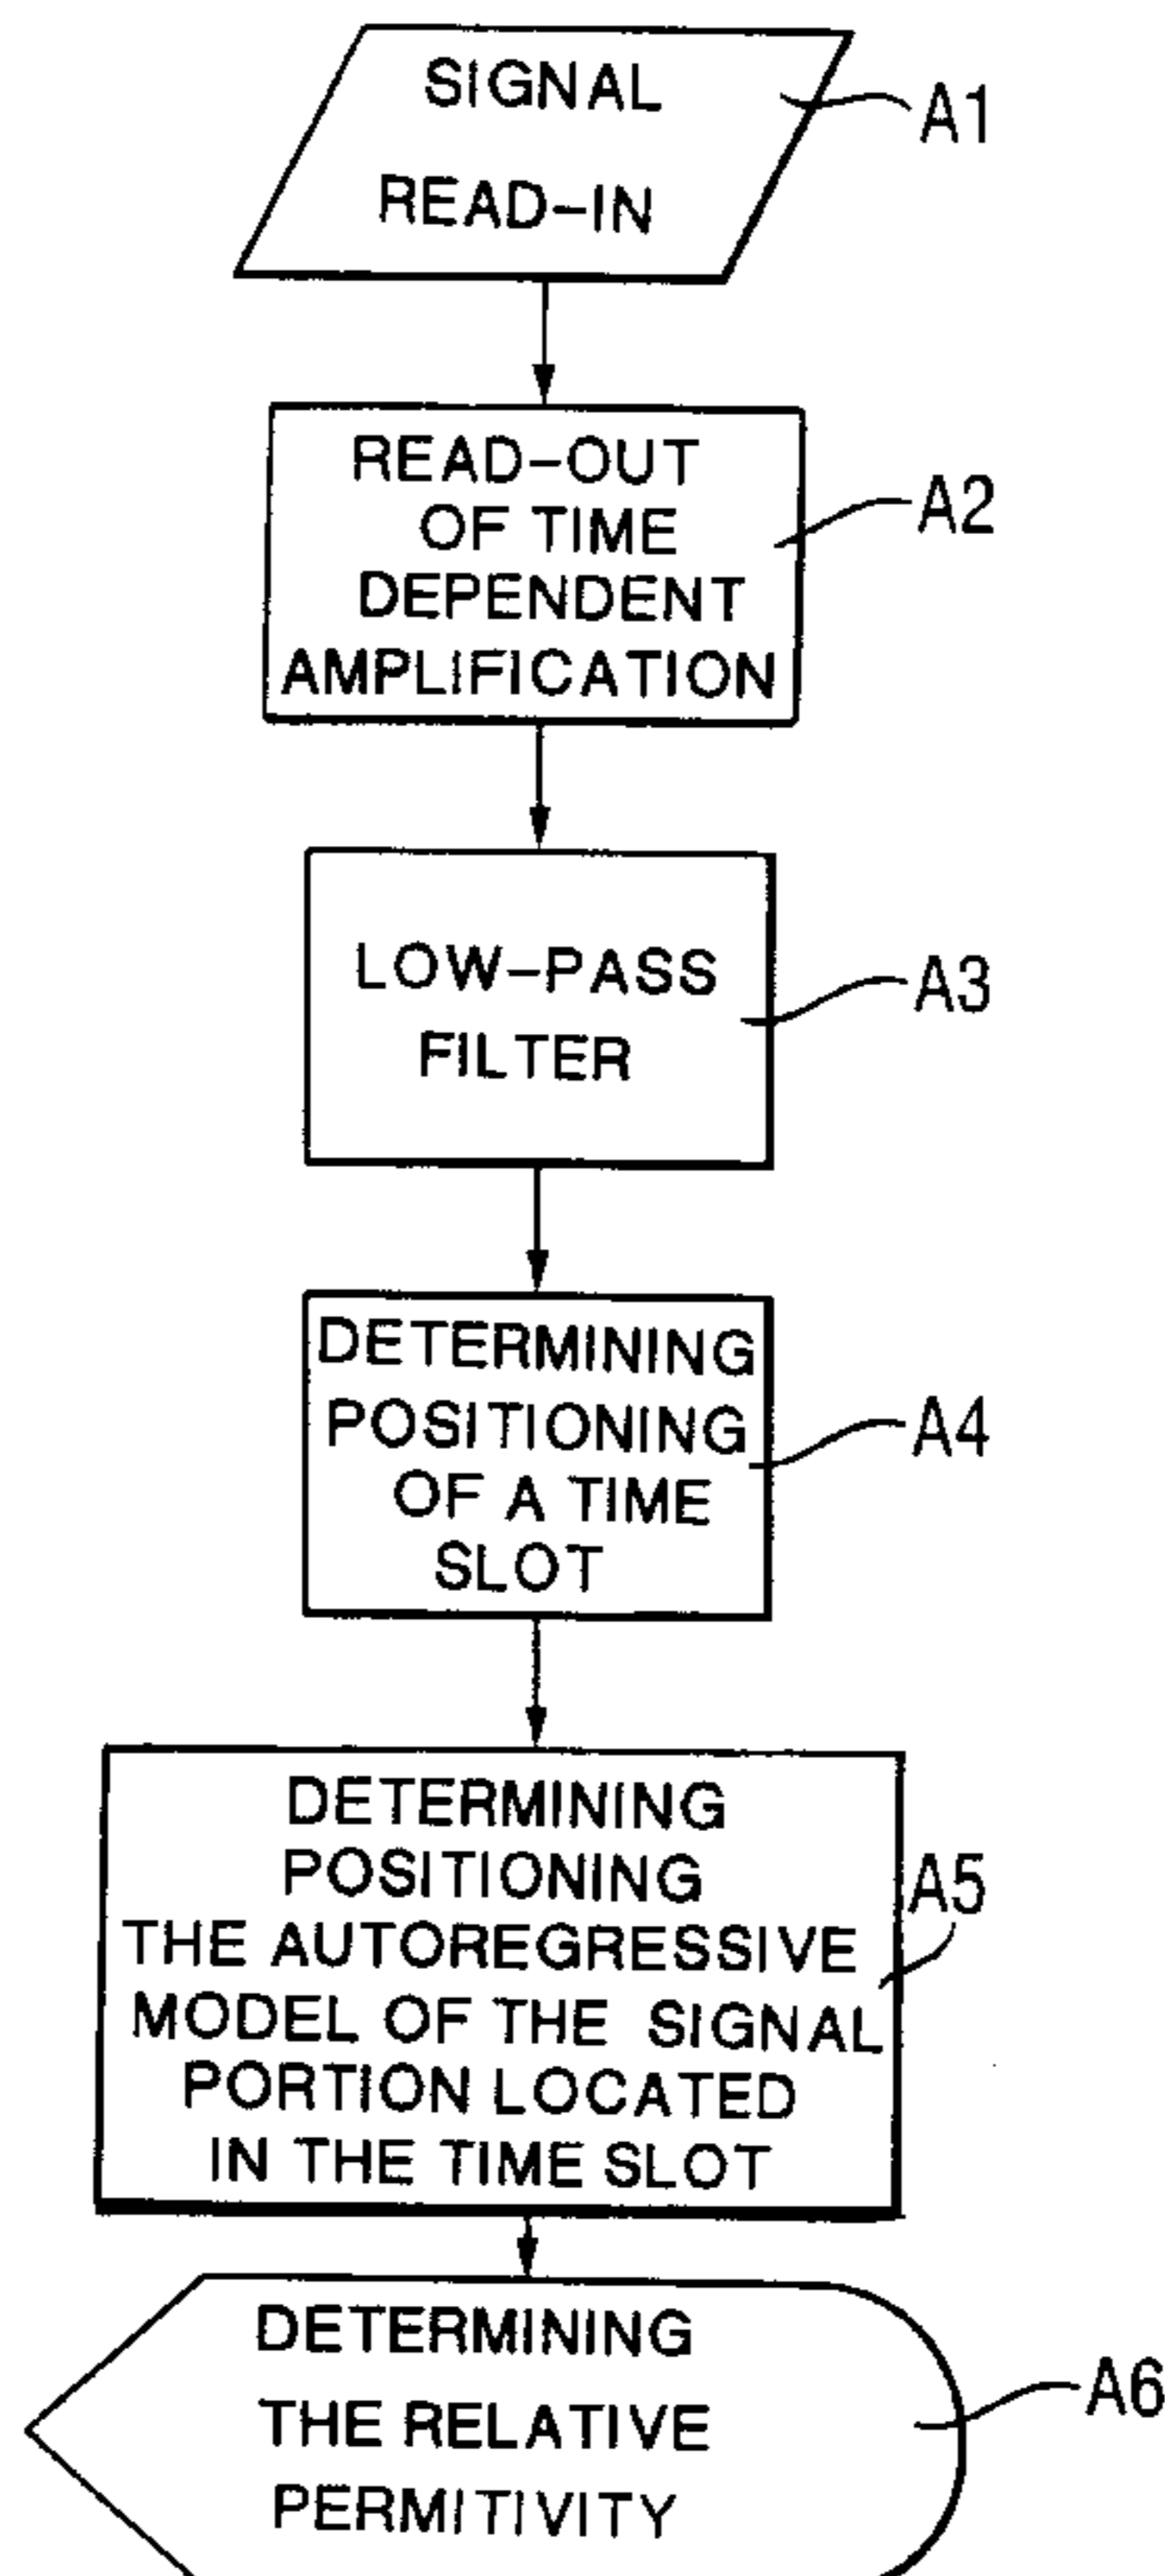 SIGNAL
READ-IN
A1
READ-OUT
OF TIME
DEPENDENT
AMPLIFICATION
A2
LOW-PASS
FILTER
A3
DETERMINING
POSITIONING
OF A TIME
SLOT
A4
DETERMINING
POSITIONING
THE AUTOREGRESSIVE
MODEL OF THE SIGNAL
PORTION LOCATED
IN THE TIME SLOT
A5
DETERMINING
THE RELATIVE
PERMITIVITY
A6